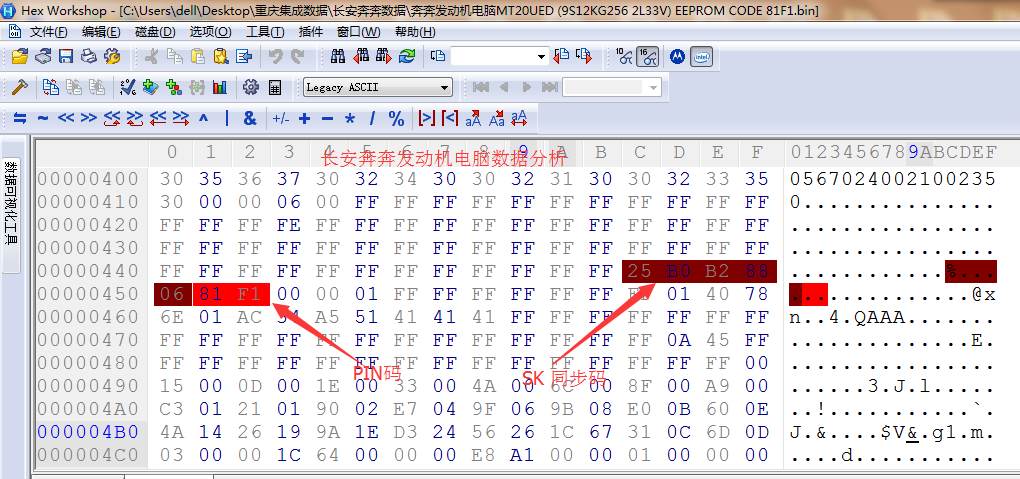 Hex Workshop - [C:\Users\dell\Desktop\重庆集成数据\长安奔奔数据\奔奔发动机电脑MT20UED (9S12KG256 2L33V) EEPROM CODE 81F1.bin]
文件(F) 编辑(E) 磁盘(D) 选项(O) 工具(T) 插件 窗口(W) 帮助(H)
Legacy ASCII
数据可视化工具
长安奔奔发动机电脑数据分析
0 1 2 3 4 5 6 7 8 9 A B C D E F 0123456789ABCDEF
00000400 30 35 36 37 30 32 34 30 30 32 31 30 30 32 33 35 0567024002100235
00000410 30 00 00 06 00 FF FF FF FF FF FF FF FF FF FF FF 0...............
00000420 FF FF FF FE FF FF FF FF FF FF FF FF FF FF FF FF ................
00000430 FF FF FF FF FF FF FF FF FF FF FF FF FF FF FF FF ................
00000440 FF FF FF FF FF FF FF FF FF FF FF FF 25 B0 B2 88 ............%...
00000450 06 81 F1 00 00 01 FF FF FF FF FF FF FF 01 40 78 ..............@x
00000460 6E 01 AC 34 A5 51 41 41 41 FF FF FF FF FF FF FF n..4.QAAA.......
00000470 FF FF FF FF FF FF FF FF FF FF FF FF FF 0A 45 FF ..............E.
00000480 FF FF FF FF FF FF FF FF FF FF FF FF FF FF FF 00 ................
00000490 15 00 0D 00 1E 00 33 00 4A 00 6C 00 8F 00 A9 00 ......3.J.l.....
000004A0 C3 01 21 01 90 02 E7 04 9F 06 9B 08 E0 0B 60 0E ..!...........`.
000004B0 4A 14 26 19 9A 1E D3 24 56 26 1C 67 31 0C 6D 0D J.&....$V&.g1.m.
000004C0 03 00 00 1C 64 00 00 00 E8 A1 00 00 01 00 00 00 ....d...........
PIN码
SK 同步码